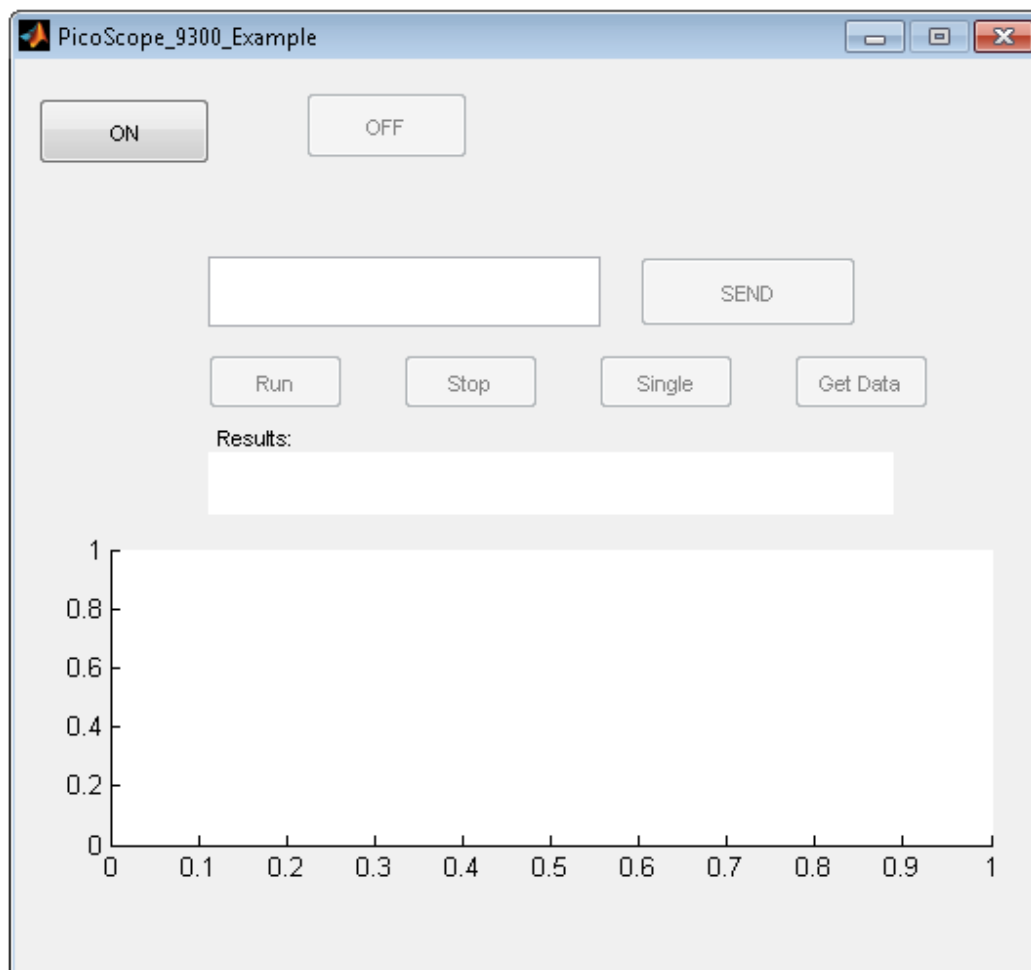 PicoScope_9300_Example
ON OFF
SEND
Run Stop Single Get Data
Results:
1
0.8
0.6
0.4
0.2
0
0 0.1 0.2 0.3 0.4 0.5 0.6 0.7 0.8 0.9 1